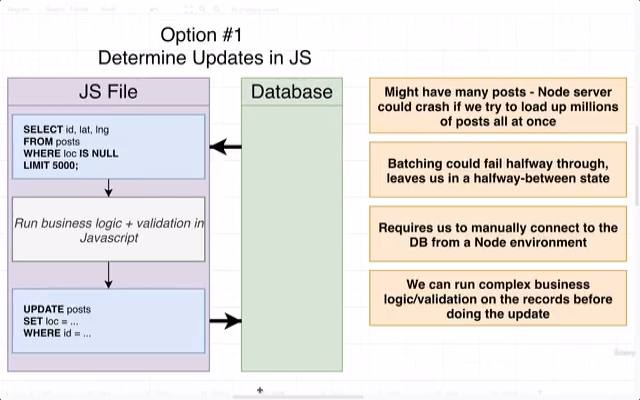 Option #1
Determine Updates in JS
JS File
Database
SELECT id, lat, lng
FROM posts
WHERE loc IS NULL
LIMIT 5000;
Run business logic + validation in
Javascript
UPDATE posts
SET loc = ...
WHERE id = ...
Might have many posts - Node server
could crash if we try to load up millions
of posts all at once
Batching could fail halfway through,
leaves us in a halfway-between state
Requires us to manually connect to the
DB from a Node environment
We can run complex business
logic/validation on the records before
doing the update